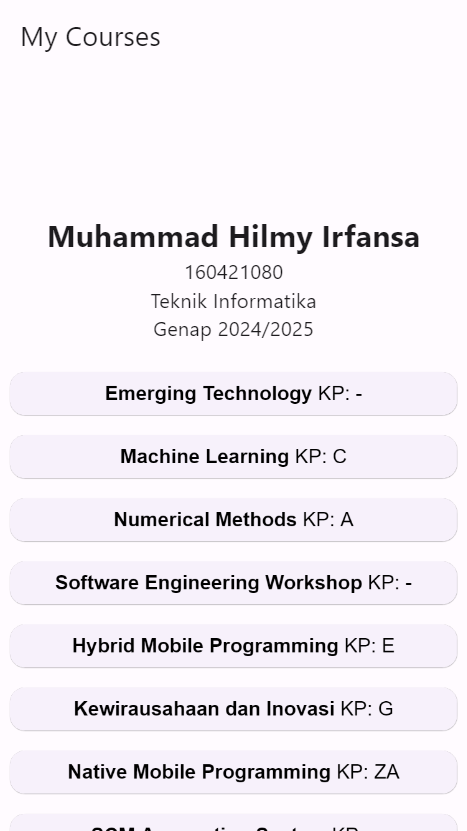 My Courses
Muhammad Hilmy Irfansa
160421080
Teknik Informatika
Genap 2024/2025
Emerging Technology KP: -
Machine Learning KP: C
Numerical Methods KP: A
Software Engineering Workshop KP: -
Hybrid Mobile Programming KP: E
Kewirausahaan dan Inovasi KP: G
Native Mobile Programming KP: ZA